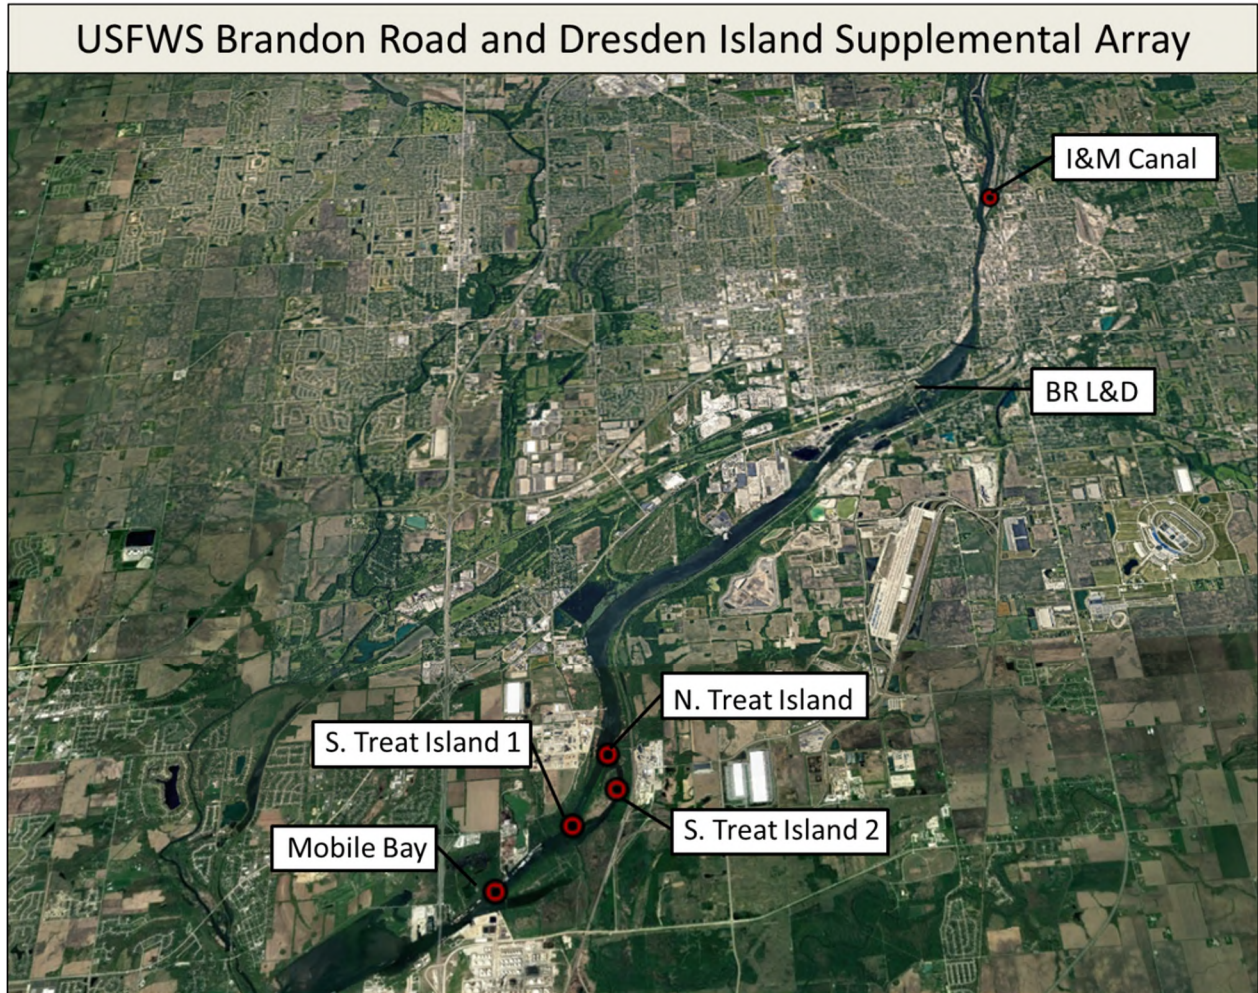 USFWS Brandon Road and Dresden Island Supplemental Array
I&M Canal
BR L&D
N. Treat Island
S. Treat Island 1
S. Treat Island 2
Mobile Bay